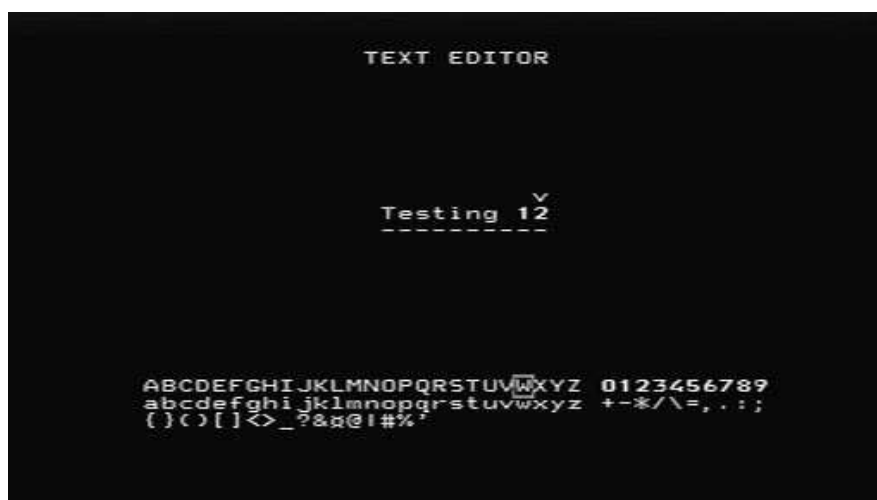 TEXT EDITOR
v
Testing 12
----------
ABCDEFGHIJKLMNOPQRSTUVWXYZ 0123456789
abcdefghijklmnopqrstuvwxyz +-*/\=,.:;
{}()[]<>_?&¤@|#%'